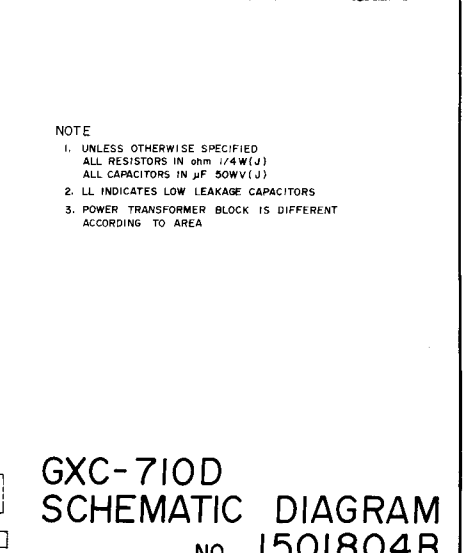 NOTE
1. UNLESS OTHERWISE SPECIFIED
ALL RESISTORS IN ohm 1/4W(J)
ALL CAPACITORS IN µF 50WV(J)
2. LL INDICATES LOW LEAKAGE CAPACITORS
3. POWER TRANSFORMER BLOCK IS DIFFERENT
ACCORDING TO AREA
GXC-710D
SCHEMATIC DIAGRAM
NO. 1501804B